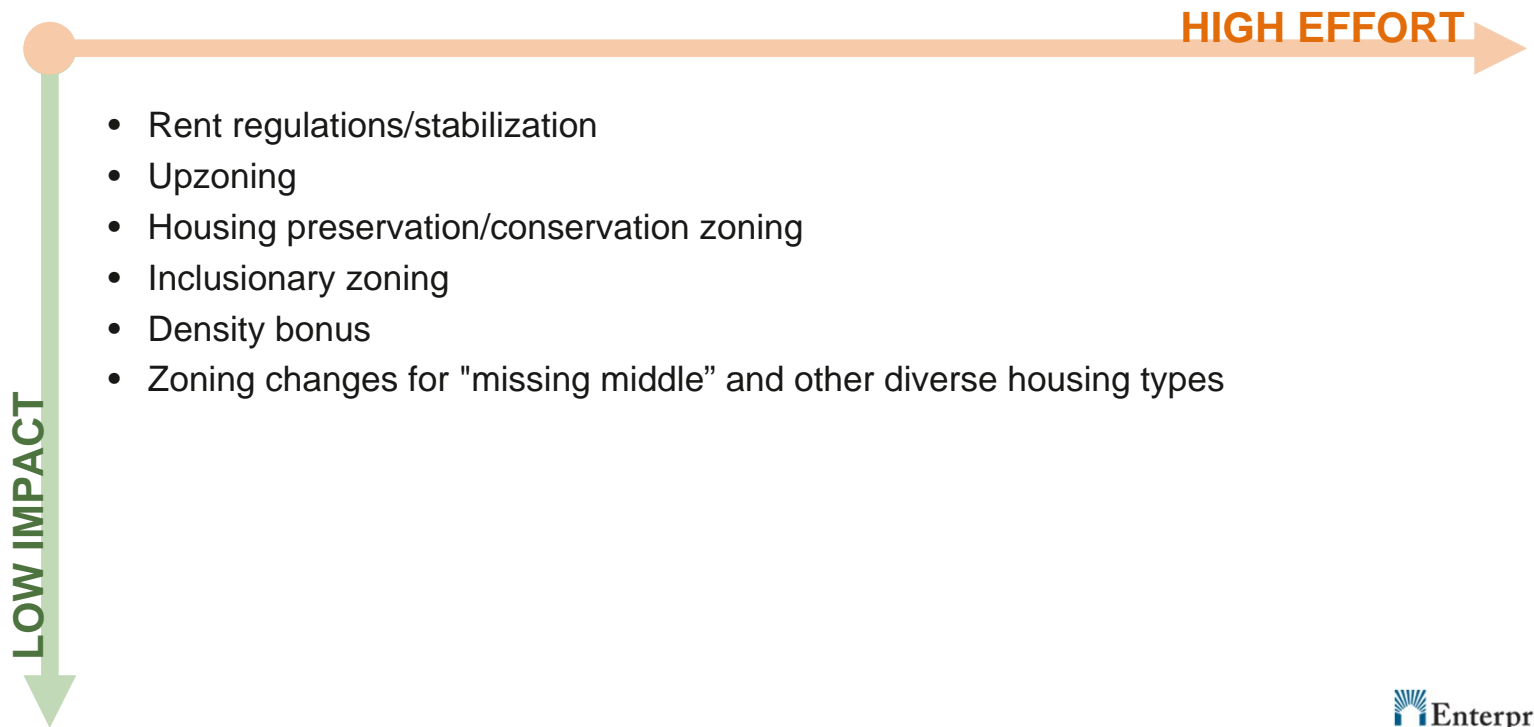 HIGH EFFORT
• Rent regulations/stabilization
• Upzoning
• Housing preservation/conservation zoning
• Inclusionary zoning
• Density bonus
• Zoning changes for "missing middle” and other diverse housing types
LOW IMPACT
Enterpr